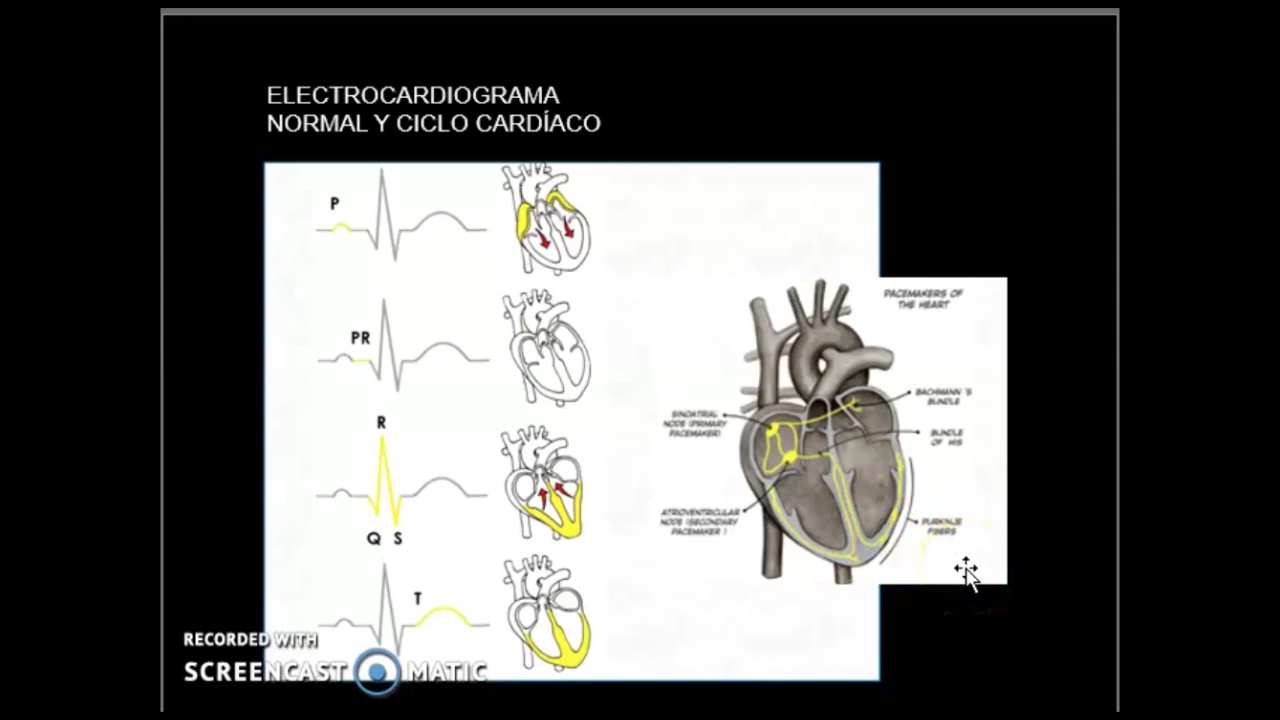 ELECTROCARDIOGRAMA
NORMAL Y CICLO CARDÍACO
P
PR
R
Q S
T
PACEMAKERS OF
THE HEART
BACHMANN'S
BUNDLE
SINOATRIAL
NODE (PRIMARY
PACEMAKER)
BUNDLE
OF HIS
ATRIOVENTRICULAR
NODE (SECONDARY
PACEMAKER)
PURKINJE
FIBERS
RECORDED WITH
SCREENCAST MATIC